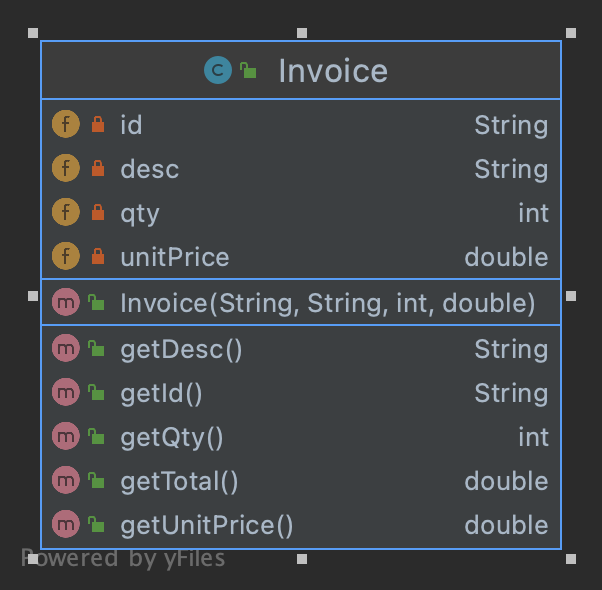 Invoice
id String
desc String
qty int
unitPrice double
Invoice(String, String, int, double)
getDesc() String
getId() String
getQty() int
getTotal() double
getUnitPrice() double
Powered by yFiles